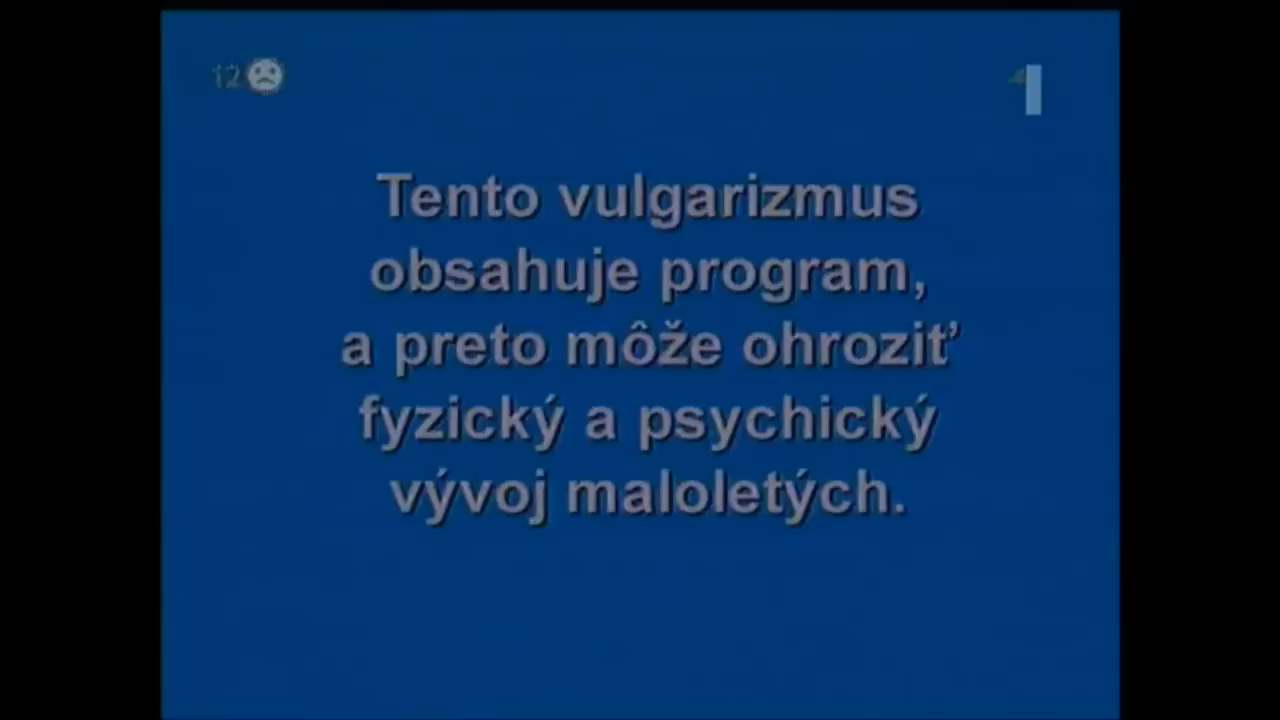 12
1
Tento vulgarizmus
obsahuje program,
a preto môže ohroziť
fyzický a psychický
vývoj maloletých.